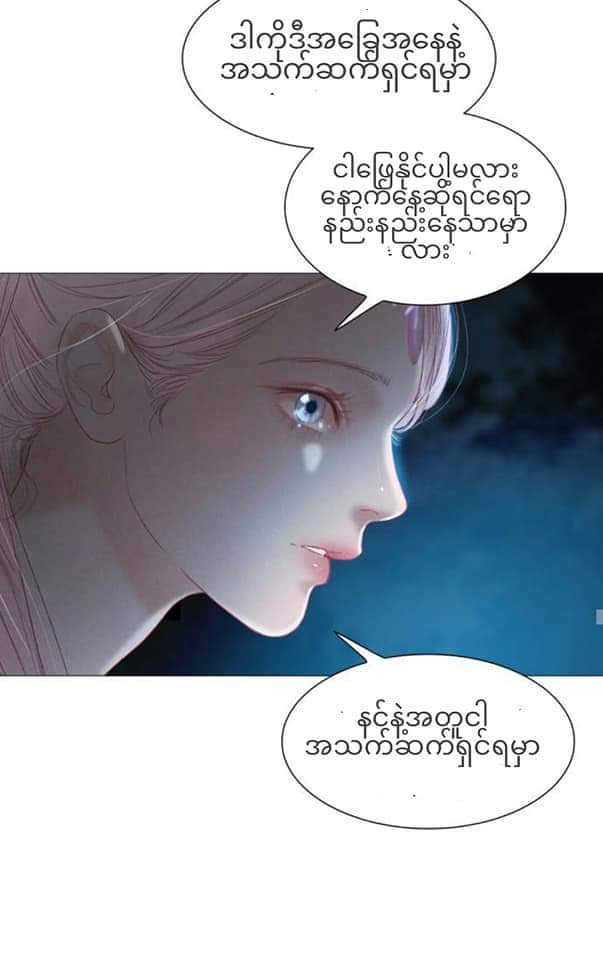 ဒါကိုဒီအခြေအနေနဲ့
အသက်ဆက်ရှင်ရမှာ
ငါဖြေနိုင်ပါ့မလား
နောက်နေ့ဆိုရင်ရော
နည်းနည်းနေသာမှာ
လား
နင်နဲ့အတူငါ
အသက်ဆက်ရှင်ရမှာ